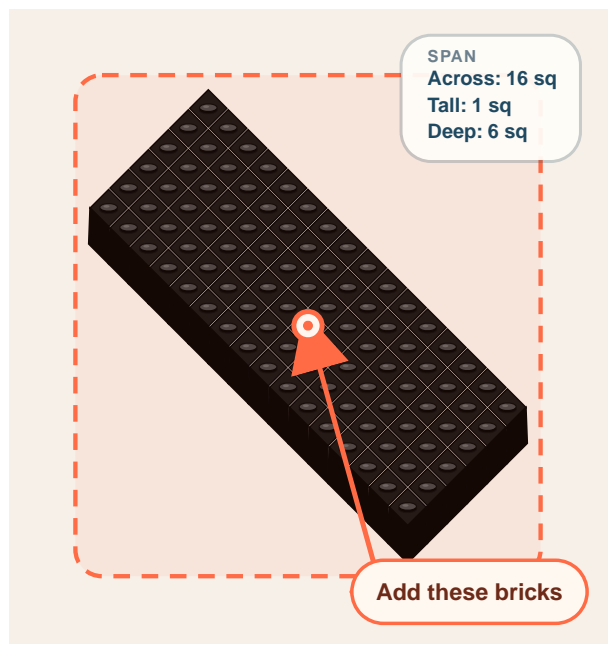 SPAN
Across: 16 sq
Tall: 1 sq
Deep: 6 sq
Add these bricks